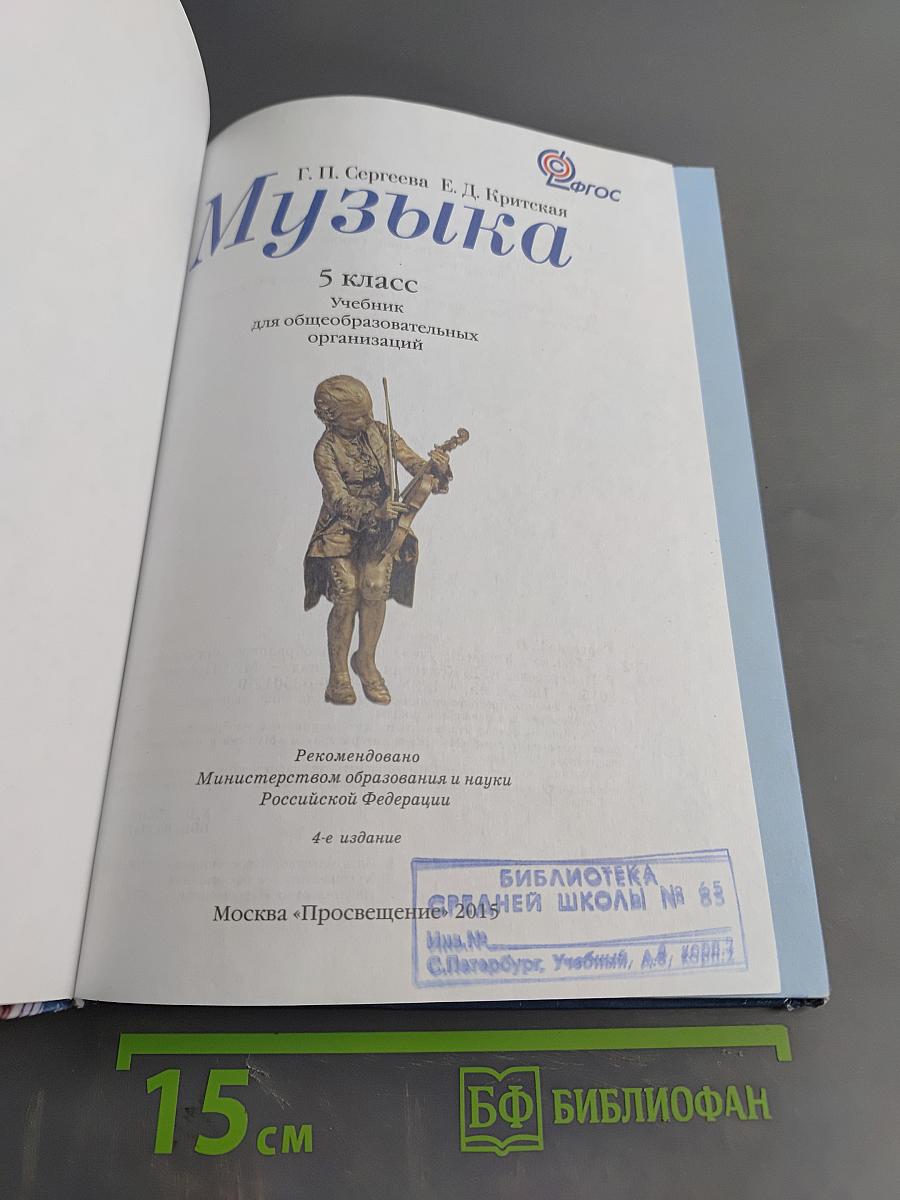 ФГОС
Г. П. Сергеева Е. Д. Критская
Музыка
5 класс
Учебник
для общеобразовательных
организаций
Рекомендовано
Министерством образования и науки
Российской Федерации
4-е издание
Москва «Просвещение» 2015
БИБЛИОТЕКА
СРЕДНЕЙ ШКОЛЫ №
Инв.№
С.Петербург, Учебный,
15 см
БФ БИБЛИОФАН